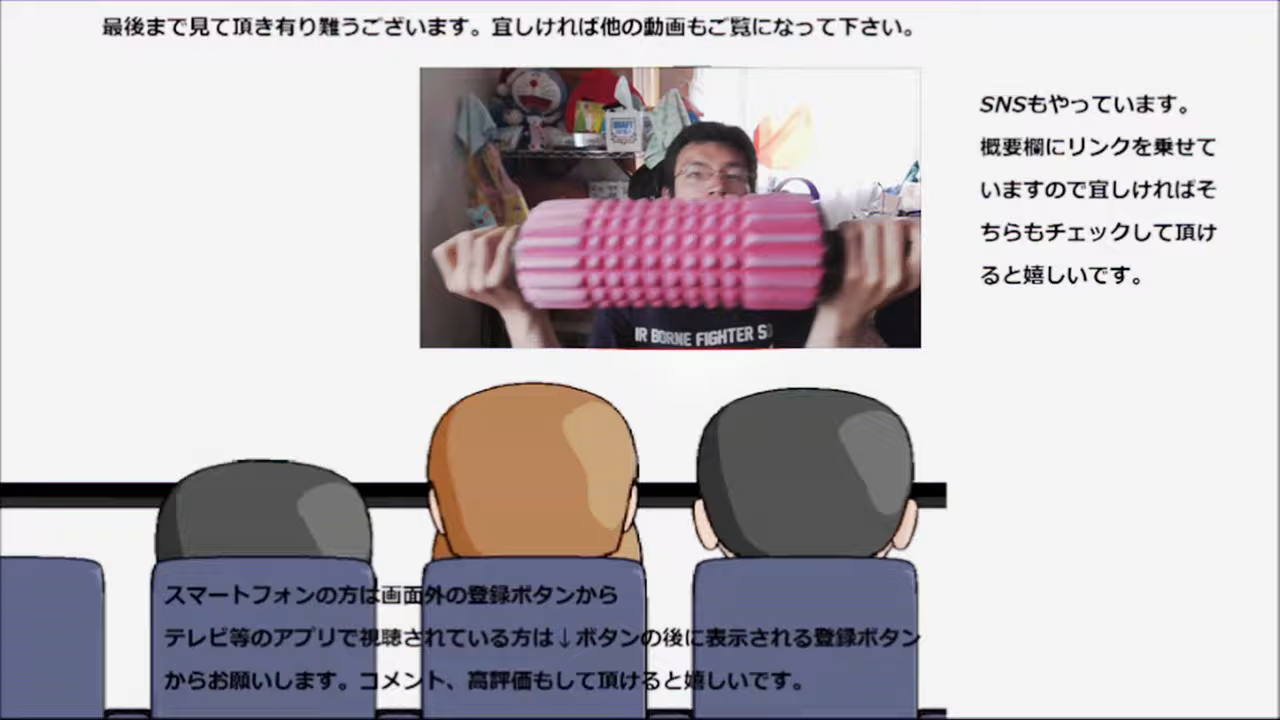 最後まで見て頂き有り難うございます。宜しければ他の動画もご覧になって下さい。
SNSもやっています。
概要欄にリンクを乗せて
いますので宜しければそ
ちらもチェックして頂け
ると嬉しいです。
IR BORNE FIGHTER S
スマートフォンの方は画面外の登録ボタンから
テレビ等のアプリで視聴されている方は↓ボタンの後に表示される登録ボタン
からお願いします。コメント、高評価もして頂けると嬉しいです。